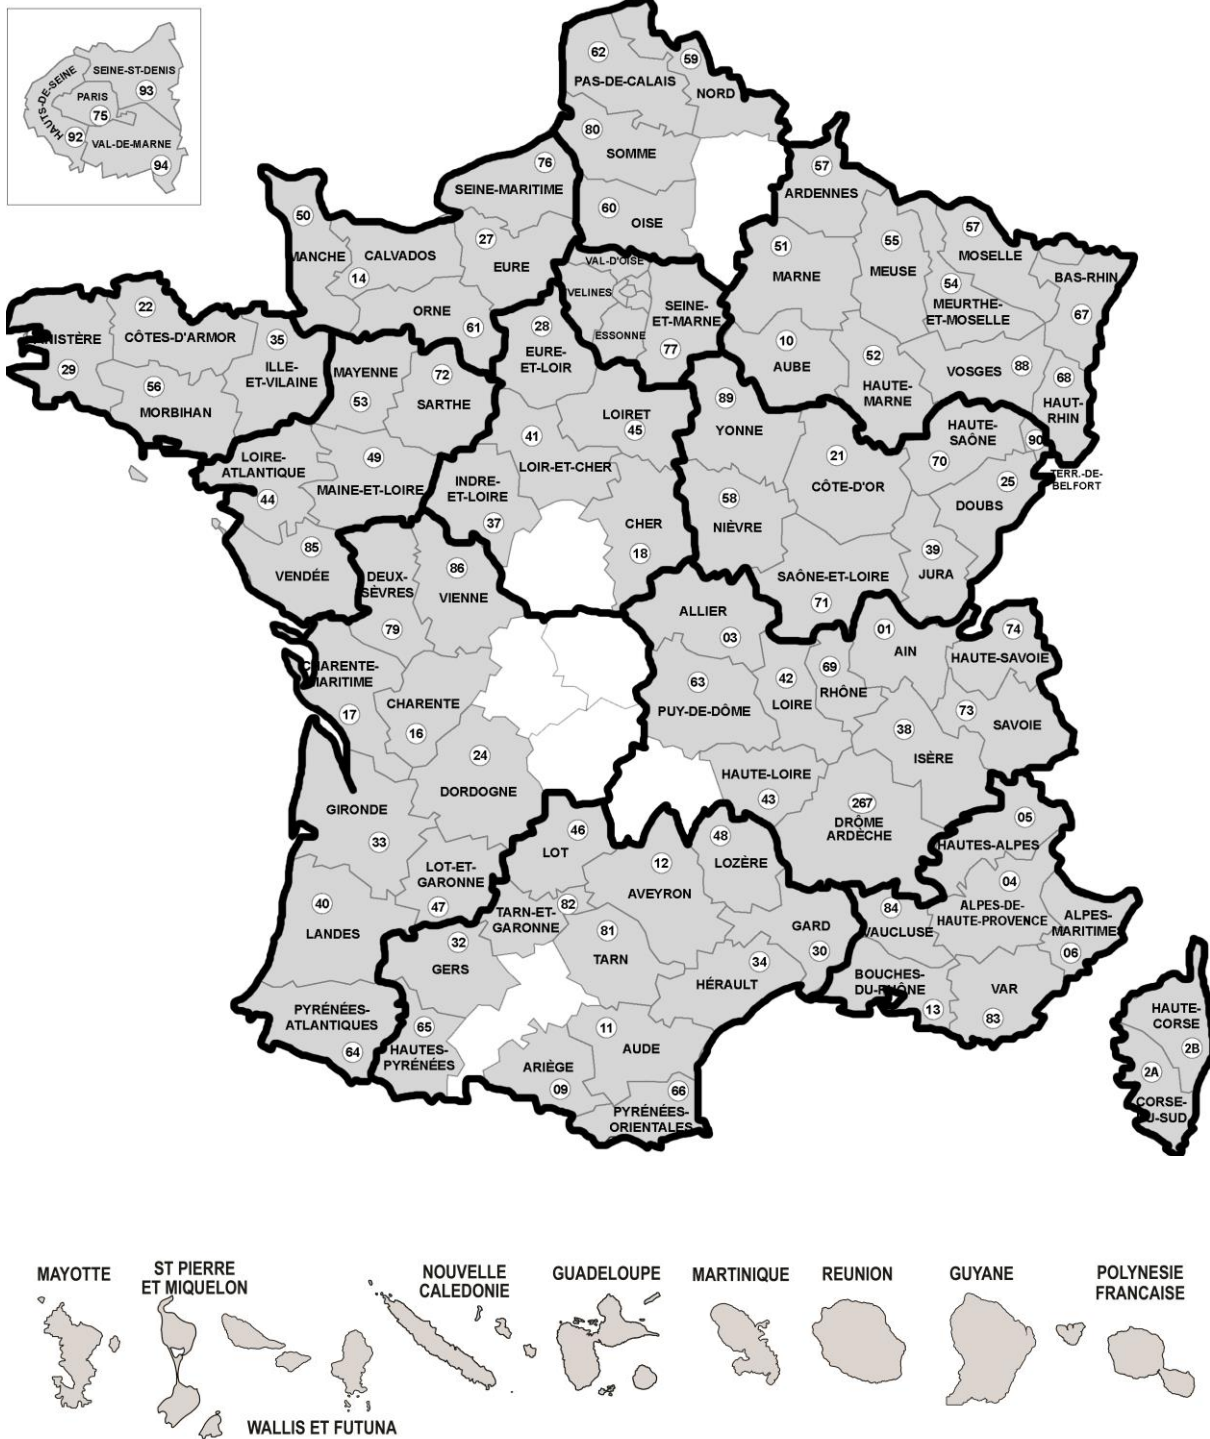 SEINE-ST-DENIS
93
HAUTS-DE-SEINE
PARIS
75
92
VAL-DE-MARNE
94
62
PAS-DE-CALAIS
59
NORD
80
SOMME
76
SEINE-MARITIME
60
OISE
57
ARDENNES
50
MANCHE
CALVADOS
14
27
EURE
51
MARNE
55
MEUSE
57
MOSELLE
54
MEURTHE-
ET-MOSELLE
BAS-RHIN
67
VAL-D'OISE
VELINES
ESSONNE
SEINE-
ET-MARNE
77
ORNE
61
28
EURE-
ET-LOIR
10
AUBE
52
HAUTE-
MARNE
VOSGES
88
68
HAUT-
RHIN
22
CÔTES-D'ARMOR
NISTÈRE
29
35
ILLE-
ET-VILAINE
56
MORBIHAN
MAYENNE
53
72
SARTHE
LOIRET
45
41
LOIR-ET-CHER
89
YONNE
21
CÔTE-D'OR
HAUTE-
SAÔNE
70
90
TERR.-DE-
BELFORT
25
DOUBS
LOIRE-
ATLANTIQUE
44
49
MAINE-ET-LOIRE
INDRE-
ET-LOIRE
37
CHER
18
58
NIÈVRE
39
JURA
85
VENDÉE
DEUX-
SÈVRES
79
86
VIENNE
SAÔNE-ET-LOIRE
71
ALLIER
03
01
AIN
74
HAUTE-SAVOIE
CHARENTE-
MARITIME
17
CHARENTE
16
63
PUY-DE-DÔME
42
LOIRE
69
RHÔNE
73
SAVOIE
38
ISÈRE
24
DORDOGNE
HAUTE-LOIRE
43
267
DRÔME
ARDÈCHE
GIRONDE
33
LOT-ET-
GARONNE
47
46
LOT
12
AVEYRON
48
LOZÈRE
05
HAUTES-ALPES
04
ALPES-DE-
HAUTE-PROVENCE
ALPES-
MARITIME
06
40
LANDES
82
TARN-ET-
GARONNE
81
TARN
GARD
30
84
VAUCLUSE
32
GERS
34
HÉRAULT
BOUCHES-
DU-RHÔNE
13
VAR
83
PYRÉNÉES-
ATLANTIQUES
64
65
HAUTES-
PYRÉNÉES
ARIÈGE
09
11
AUDE
66
PYRÉNÉES-
ORIENTALES
HAUTE-
CORSE
2B
2A
CORSE-
DU-SUD
MAYOTTE
ST PIERRE
ET MIQUELON
WALLIS ET FUTUNA
NOUVELLE
CALEDONIE
GUADELOUPE
MARTINIQUE
REUNION
GUYANE
POLYNESIE
FRANCAISE